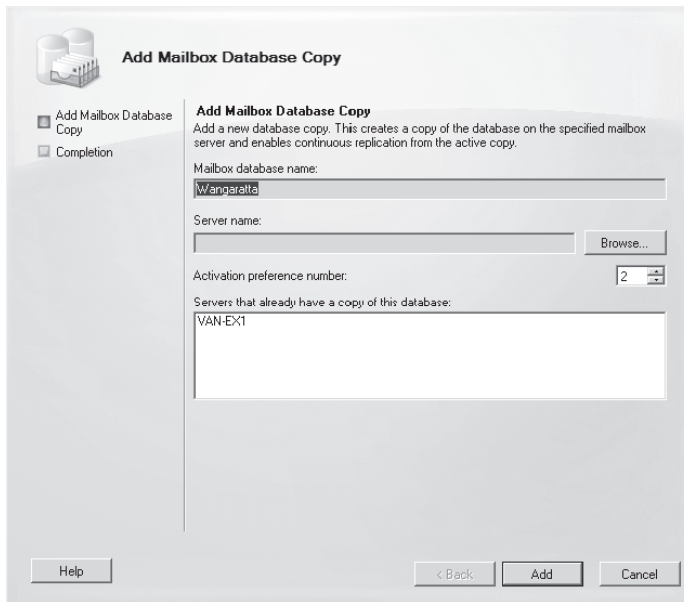 Add Mailbox Database Copy
Add Mailbox Database
Copy
Completion
Add Mailbox Database Copy
Add a new database copy. This creates a copy of the database on the specified mailbox
server and enables continuous replication from the active copy.
Mailbox database name:
Wangaratta
Server name:
Browse...
Activation preference number:
2
Servers that already have a copy of this database:
VAN-EX1
Help
< Back
Add
Cancel